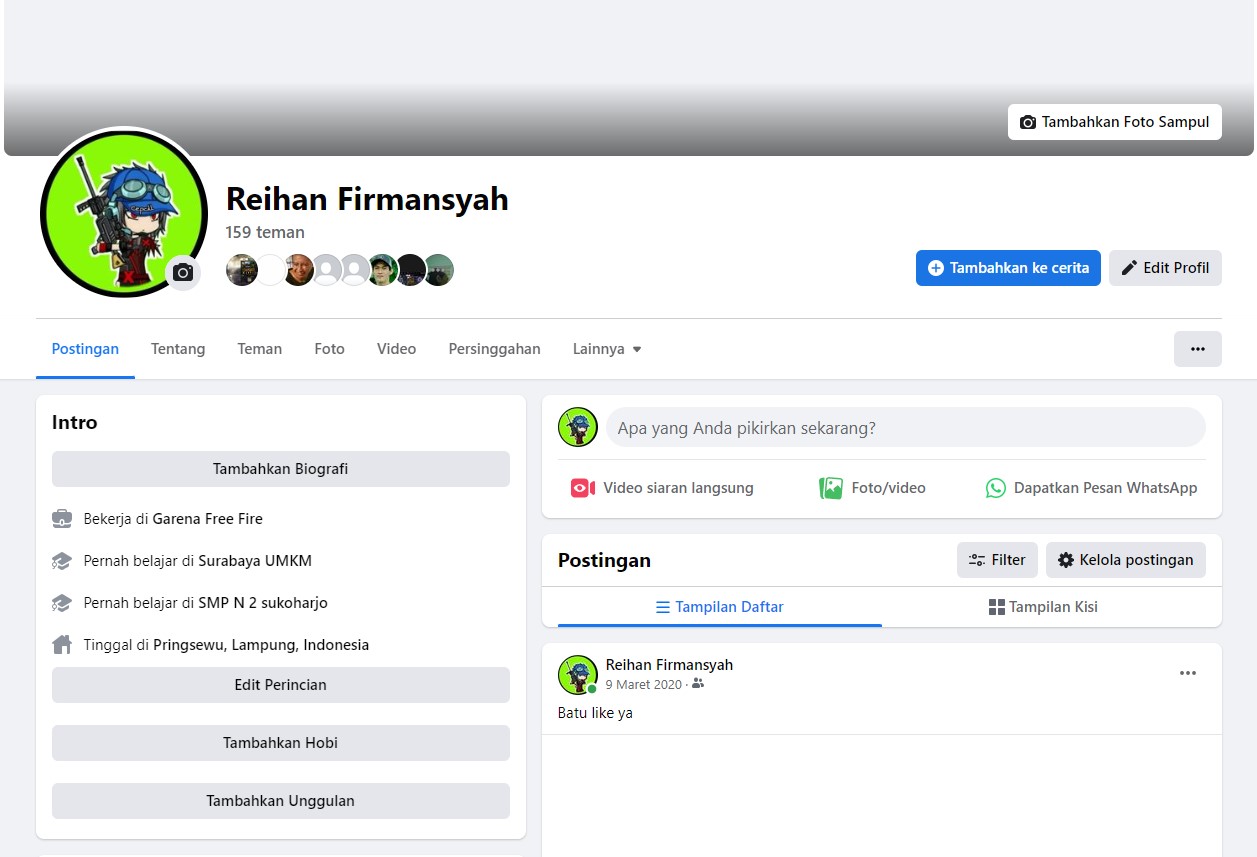 Tambahkan Foto Sampul
Reihan Firmansyah
159 teman
Tambahkan ke cerita
Edit Profil
Postingan
Tentang
Teman
Foto
Video
Persinggahan
Lainnya
Intro
Tambahkan Biografi
Bekerja di Garena Free Fire
Pernah belajar di Surabaya UMKM
Pernah belajar di SMP N 2 sukoharjo
Tinggal di Pringsewu, Lampung, Indonesia
Edit Perincian
Tambahkan Hobi
Tambahkan Unggulan
Apa yang Anda pikirkan sekarang?
Video siaran langsung
Foto/video
Dapatkan Pesan WhatsApp
Postingan
Filter
Kelola postingan
Tampilan Daftar
Tampilan Kisi
Reihan Firmansyah
9 Maret 2020 ·
Batu like ya